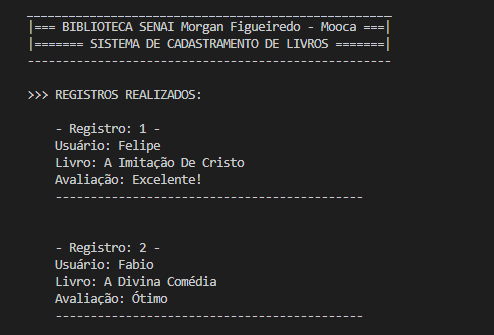 |=== BIBLIOTECA SENAI Morgan Figueiredo - Mooca ===|
|======= SISTEMA DE CADASTRAMENTO DE LIVROS =======|
>>> REGISTROS REALIZADOS:
- Registro: 1 -
Usuário: Felipe
Livro: A Imitação De Cristo
Avaliação: Excelente!
--------------------------------------------
- Registro: 2 -
Usuário: Fabio
Livro: A Divina Comédia
Avaliação: Ótimo
--------------------------------------------